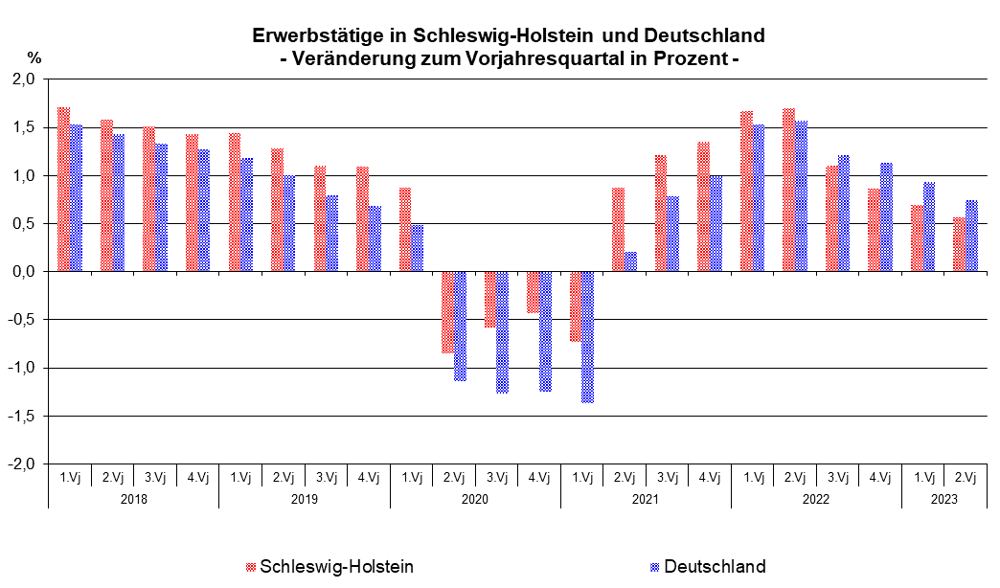 Erwerbstätige in Schleswig-Holstein und Deutschland
- Veränderung zum Vorjahresquartal in Prozent -
%
2,0
1,5
1,0
0,5
0,0
-0,5
-1,0
-1,5
-2,0
1.Vj 2.Vj 3.Vj 4.Vj 1.Vj 2.Vj 3.Vj 4.Vj 1.Vj 2.Vj 3.Vj 4.Vj 1.Vj 2.Vj 3.Vj 4.Vj 1.Vj 2.Vj 3.Vj 4.Vj 1.Vj 2.Vj
2018 2019 2020 2021 2022 2023
Schleswig-Holstein Deutschland